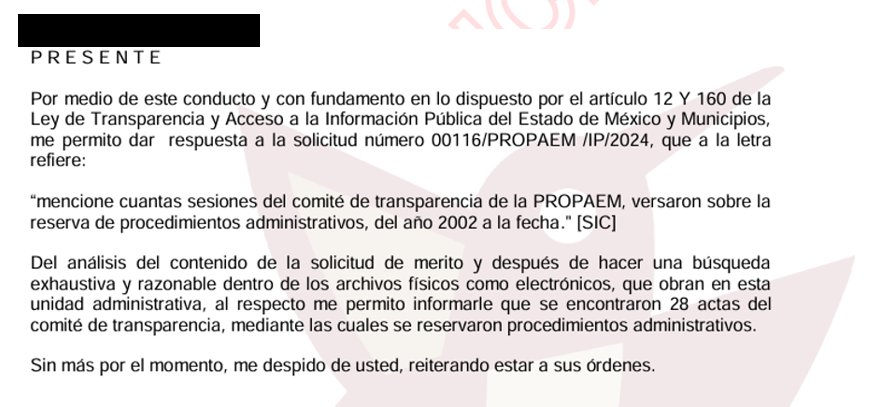 P R E S E N T E
Por medio de este conducto y con fundamento en lo dispuesto por el artículo 12 Y 160 de la
Ley de Transparencia y Acceso a la Información Pública del Estado de México y Municipios,
me permito dar respuesta a la solicitud número 00116/PROPAEM /IP/2024, que a la letra
refiere:
“mencione cuantas sesiones del comité de transparencia de la PROPAEM, versaron sobre la
reserva de procedimientos administrativos, del año 2002 a la fecha.” [SIC]
Del análisis del contenido de la solicitud de merito y después de hacer una búsqueda
exhaustiva y razonable dentro de los archivos físicos como electrónicos, que obran en esta
unidad administrativa, al respecto me permito informarle que se encontraron 28 actas del
comité de transparencia, mediante las cuales se reservaron procedimientos administrativos.
Sin más por el momento, me despido de usted, reiterando estar a sus órdenes.